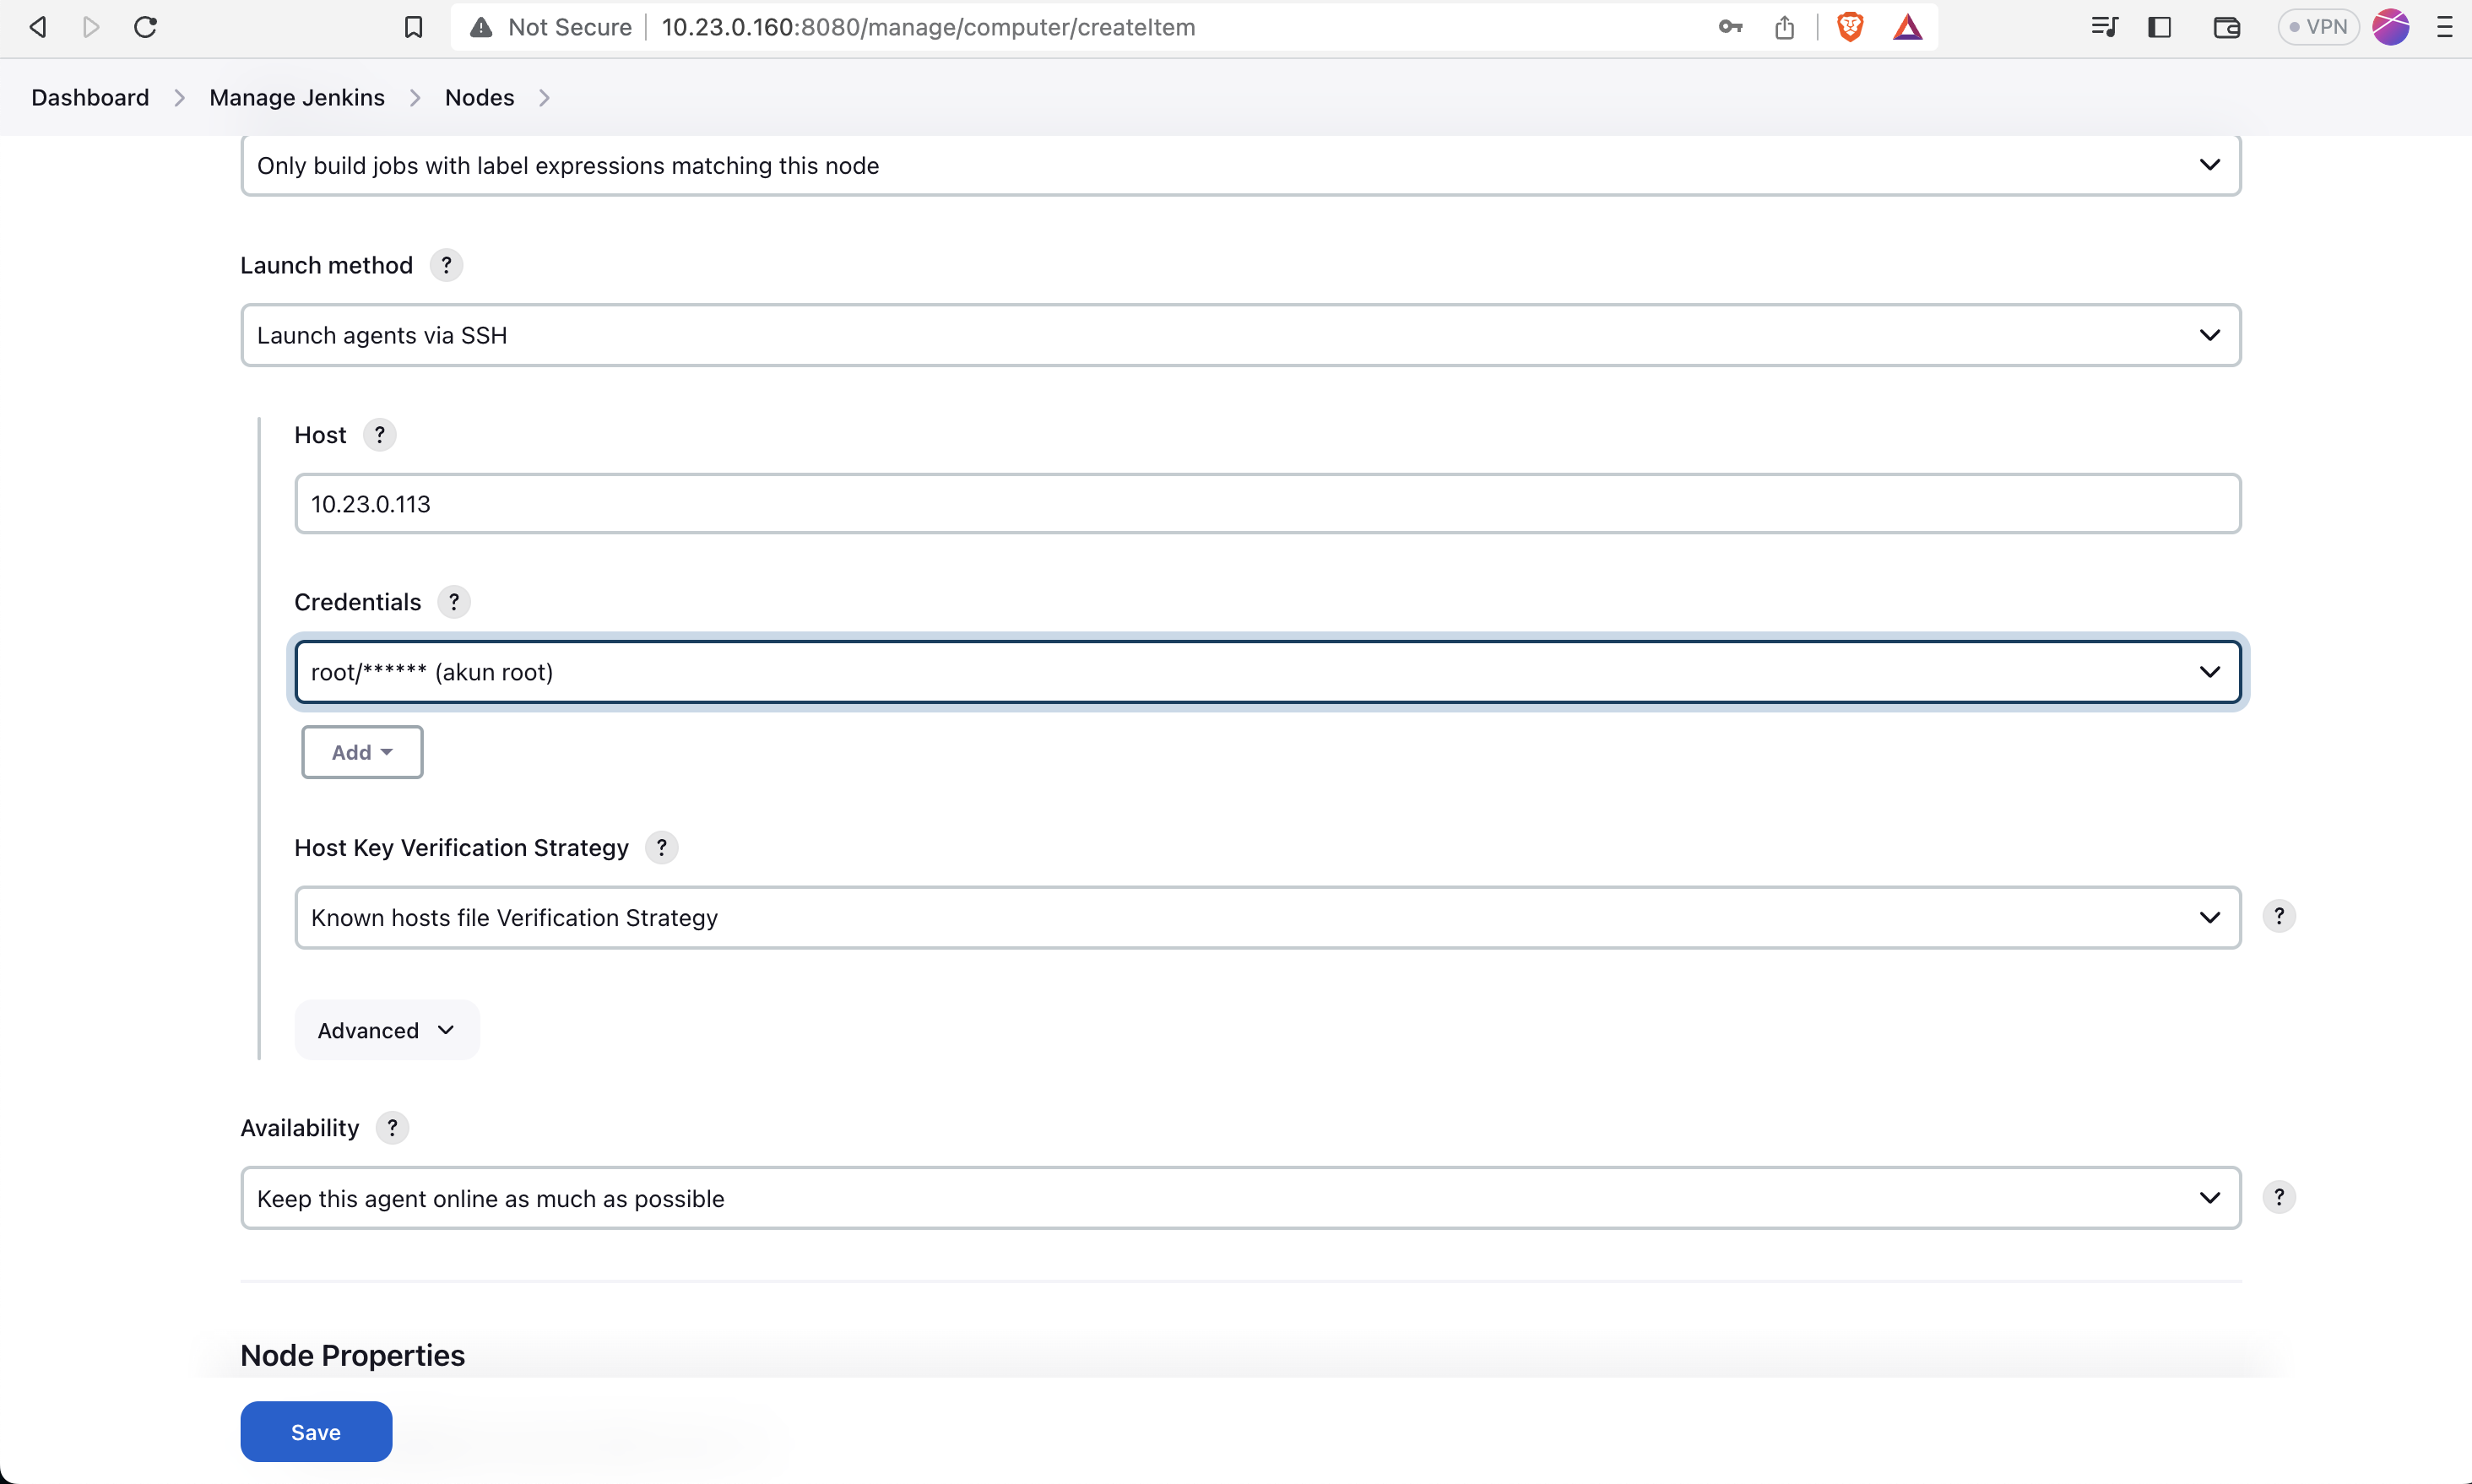 Not Secure 10.23.0.160:8080/manage/computer/createItem VPN
Dashboard Manage Jenkins Nodes
Only build jobs with label expressions matching this node
Launch method ?
Launch agents via SSH
Host ?
10.23.0.113
Credentials ?
root/****** (akun root)
Add
Host Key Verification Strategy ?
Known hosts file Verification Strategy ?
Advanced
Availability ?
Keep this agent online as much as possible ?
Node Properties
Save